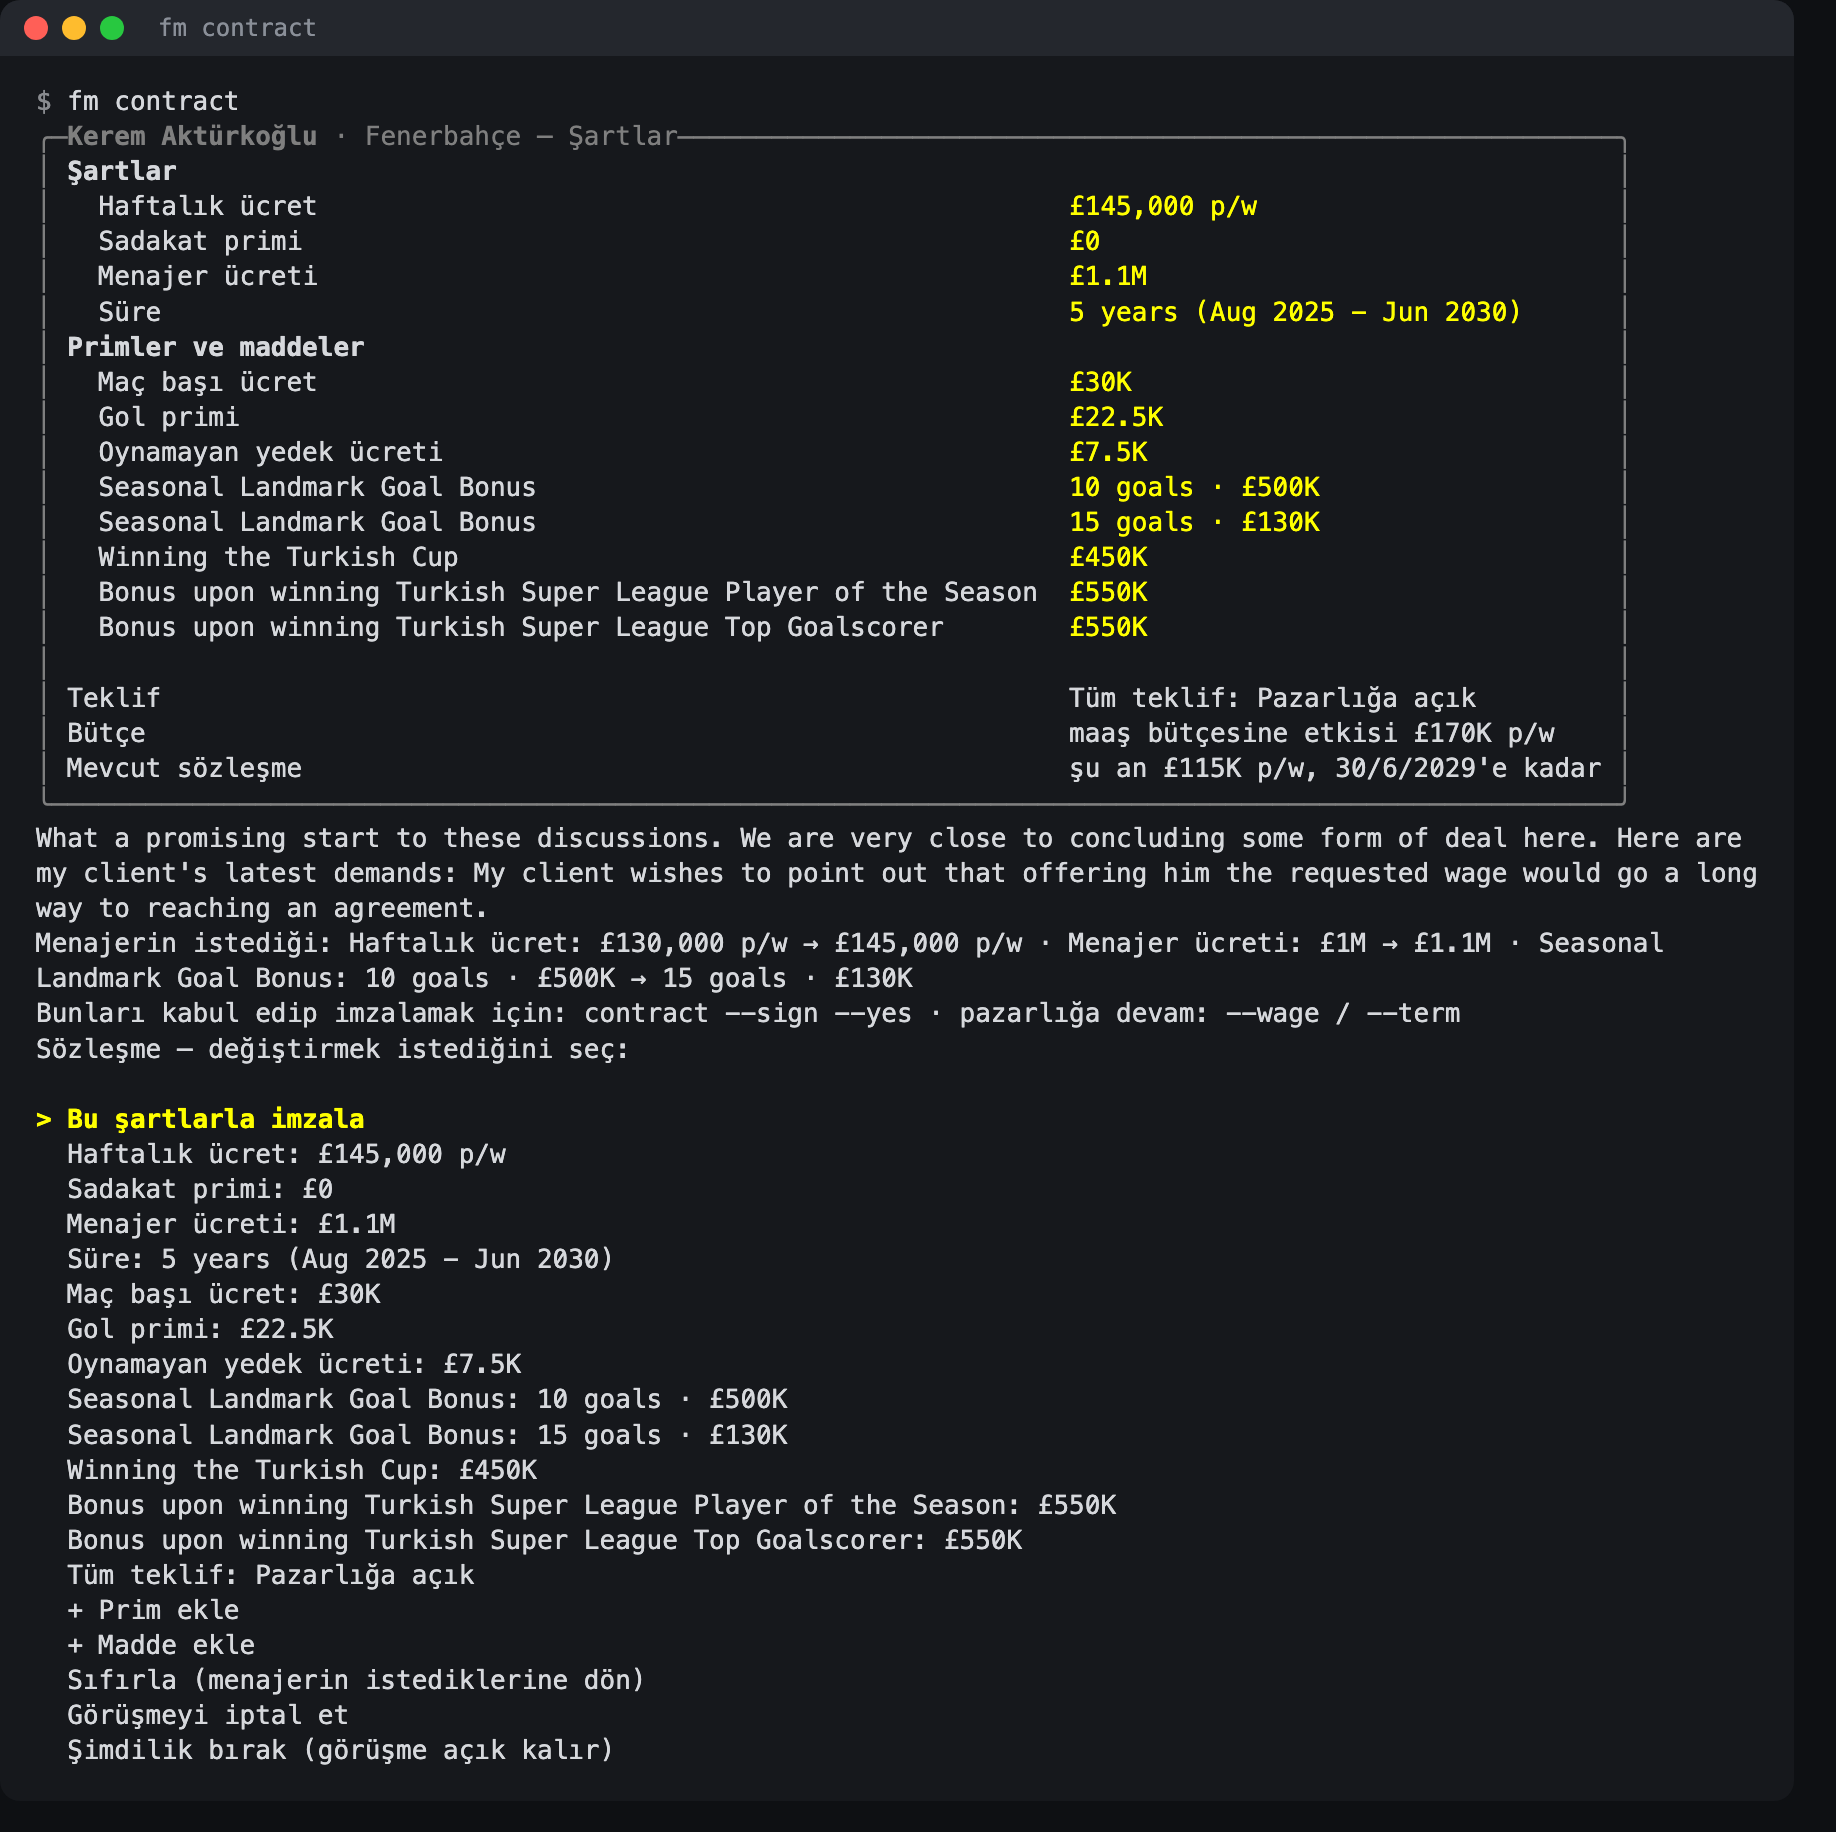 fm contract
$ fm contract
Kerem Aktürkoğlu · Fenerbahçe — Şartlar
Şartlar
Haftalık ücret £145,000 p/w
Sadakat primi £0
Menajer ücreti £1.1M
Süre 5 years (Aug 2025 – Jun 2030)
Primler ve maddeler
Maç başı ücret £30K
Gol primi £22.5K
Oynamayan yedek ücreti £7.5K
Seasonal Landmark Goal Bonus 10 goals · £500K
Seasonal Landmark Goal Bonus 15 goals · £130K
Winning the Turkish Cup £450K
Bonus upon winning Turkish Super League Player of the Season £550K
Bonus upon winning Turkish Super League Top Goalscorer £550K
Teklif Tüm teklif: Pazarlığa açık
Bütçe maaş bütçesine etkisi £170K p/w
Mevcut sözleşme şu an £115K p/w, 30/6/2029'e kadar
What a promising start to these discussions. We are very close to concluding some form of deal here. Here are
my client's latest demands: My client wishes to point out that offering him the requested wage would go a long
way to reaching an agreement.
Menajerin istediği: Haftalık ücret: £130,000 p/w → £145,000 p/w · Menajer ücreti: £1M → £1.1M · Seasonal
Landmark Goal Bonus: 10 goals · £500K → 15 goals · £130K
Bunları kabul edip imzalamak için: contract --sign --yes · pazarlığa devam: --wage / --term
Sözleşme — değiştirmek istediğini seç:
> Bu şartlarla imzala
Haftalık ücret: £145,000 p/w
Sadakat primi: £0
Menajer ücreti: £1.1M
Süre: 5 years (Aug 2025 – Jun 2030)
Maç başı ücret: £30K
Gol primi: £22.5K
Oynamayan yedek ücreti: £7.5K
Seasonal Landmark Goal Bonus: 10 goals · £500K
Seasonal Landmark Goal Bonus: 15 goals · £130K
Winning the Turkish Cup: £450K
Bonus upon winning Turkish Super League Player of the Season: £550K
Bonus upon winning Turkish Super League Top Goalscorer: £550K
Tüm teklif: Pazarlığa açık
+ Prim ekle
+ Madde ekle
Sıfırla (menajerin istediklerine dön)
Görüşmeyi iptal et
Şimdilik bırak (görüşme açık kalır)